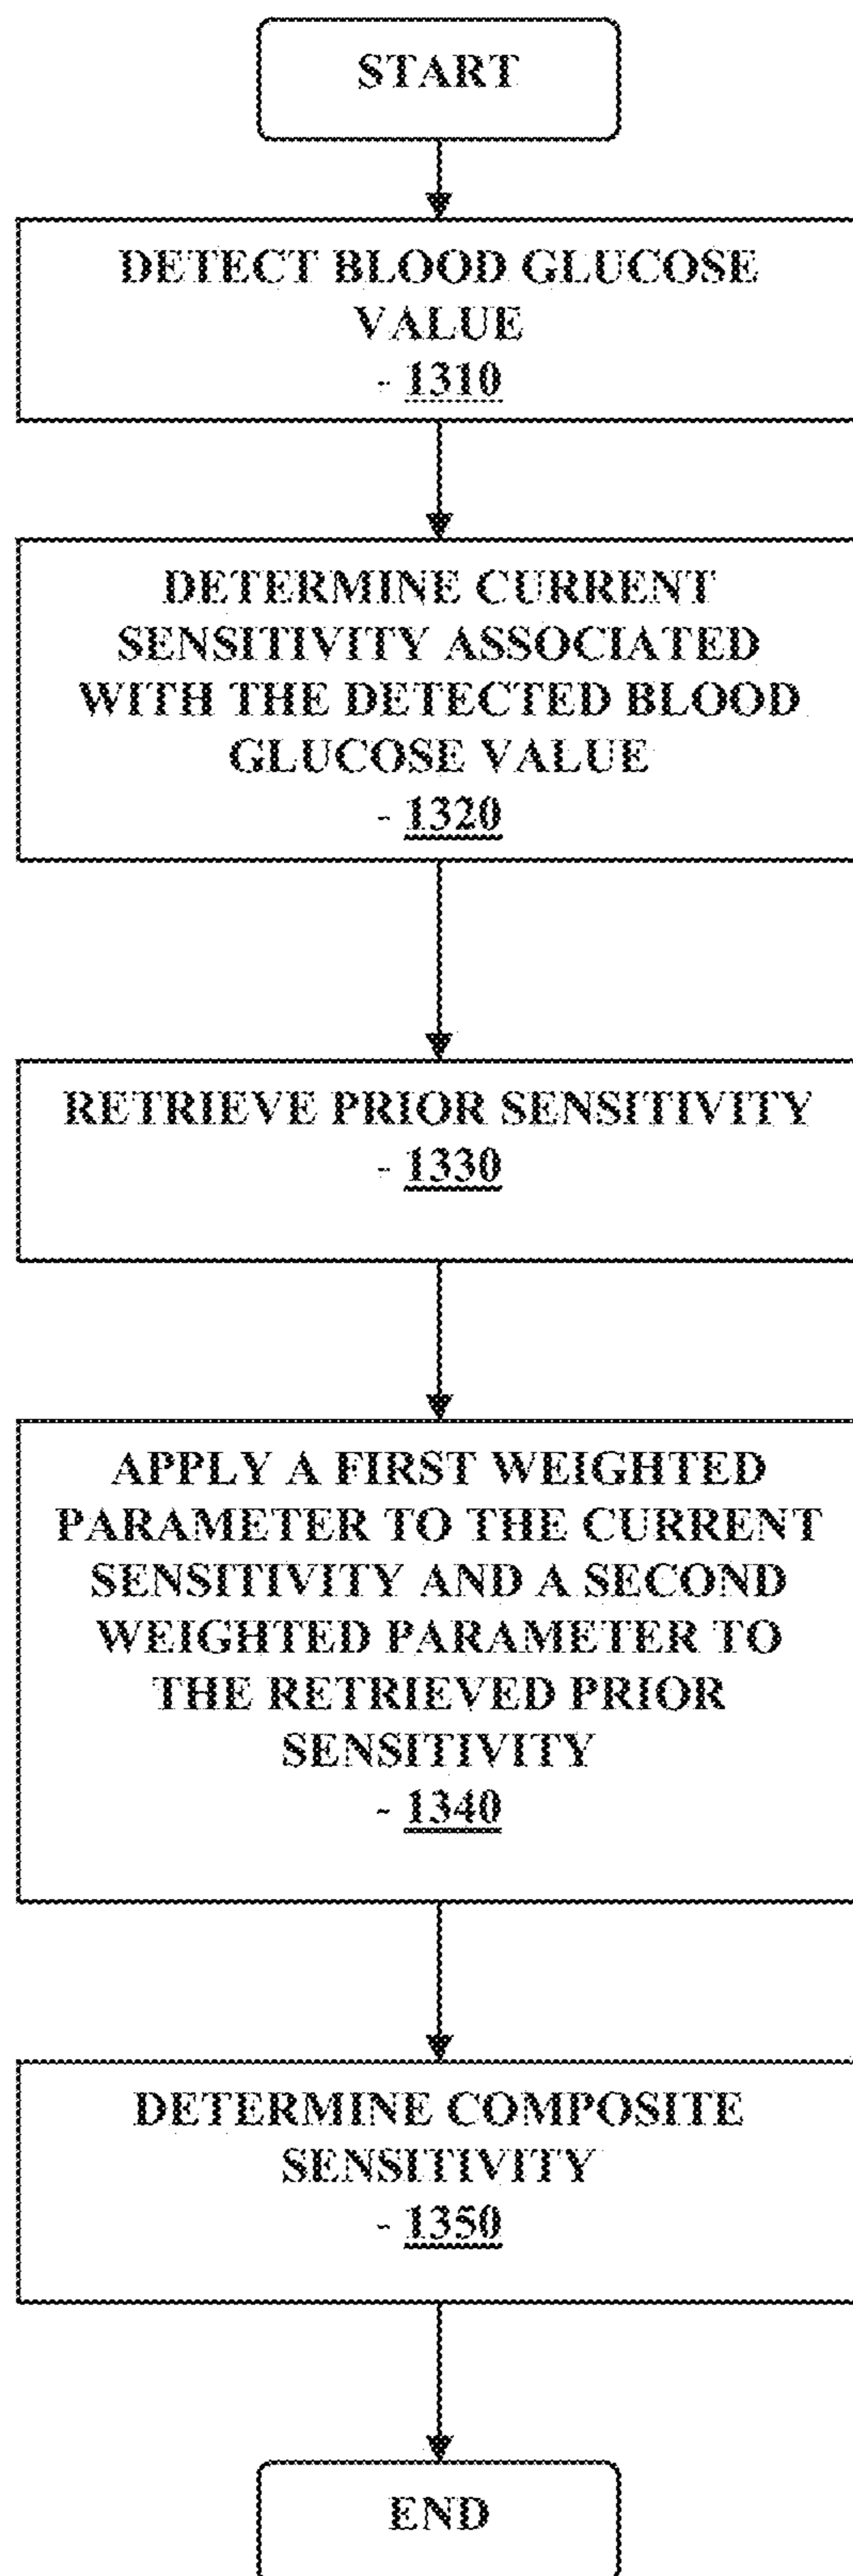 START
DETECT BLOOD GLUCOSE
VALUE
- 1310
DETERMINE CURRENT
SENSITIVITY ASSOCIATED
WITH THE DETECTED BLOOD
GLUCOSE VALUE
- 1320
RETRIEVE PRIOR SENSITIVITY
- 1330
APPLY A FIRST WEIGHTED
PARAMETER TO THE CURRENT
SENSITIVITY AND A SECOND
WEIGHTED PARAMETER TO
THE RETRIEVED PRIOR
SENSITIVITY
- 1340
DETERMINE COMPOSITE
SENSITIVITY
- 1350
END